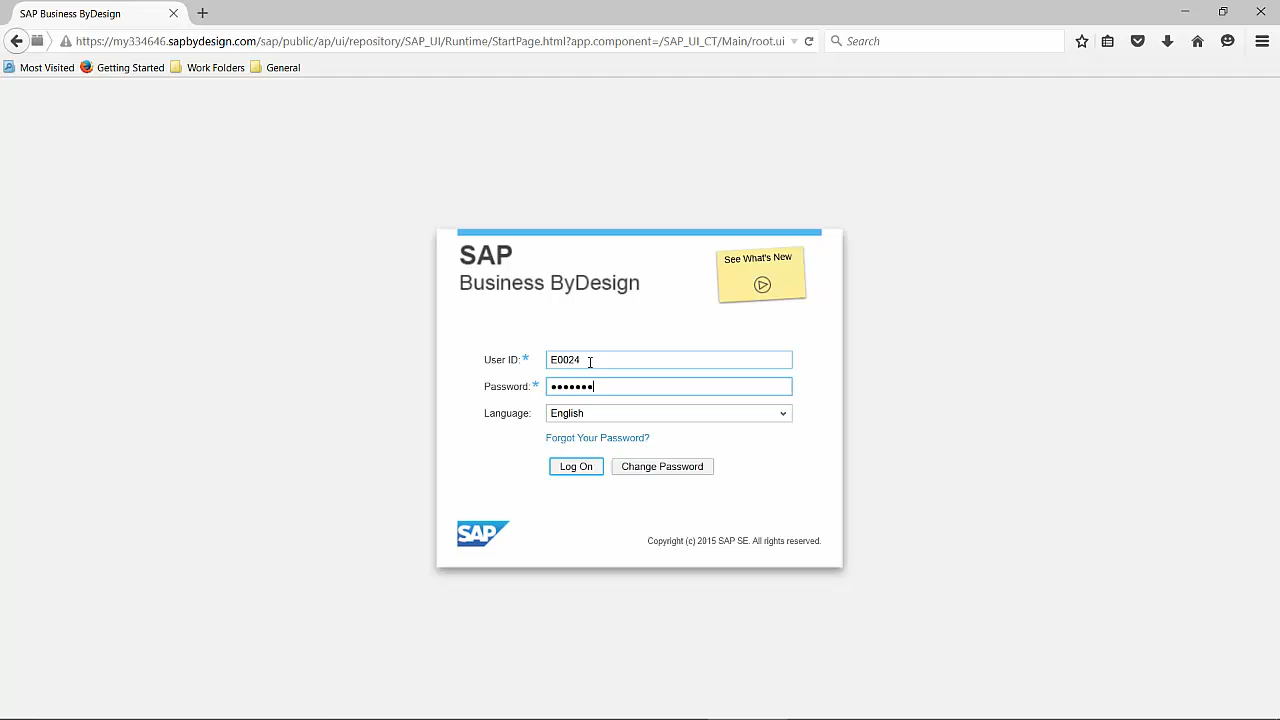 SAP Business ByDesign
https://my334646.sapbydesign.com/sap/public/ap/ui/repository/SAP_UI/Runtime/StartPage.html?app.component=/SAP_UI_CT/Main/root.ui
Search
Most Visited
Getting Started
Work Folders
General
SAP
Business ByDesign
See What's New
User ID:*
E0024
Password:*
•••••••
Language:
English
Forgot Your Password?
Log On
Change Password
SAP
Copyright (c) 2015 SAP SE. All rights reserved.